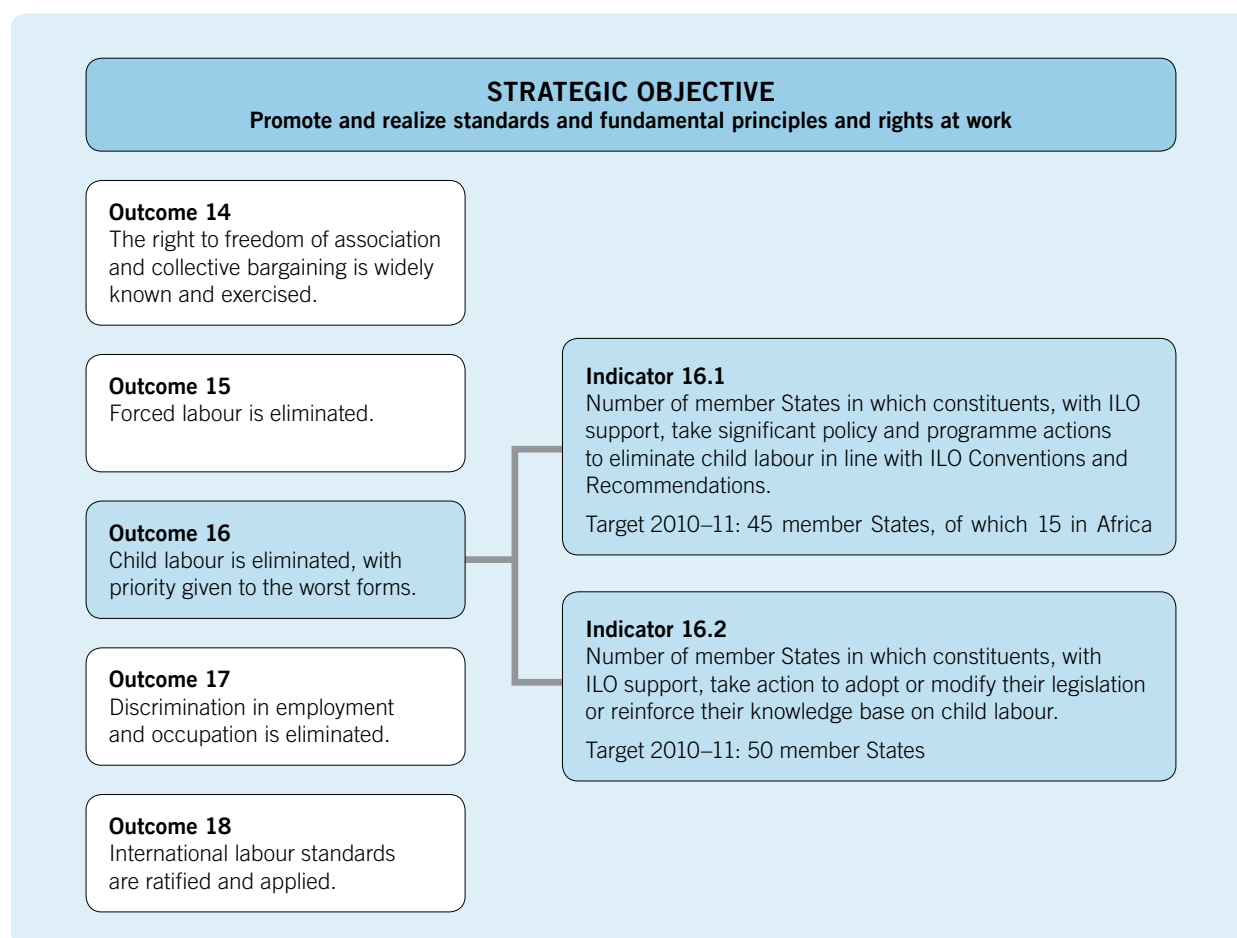 STRATEGIC OBJECTIVE
Promote and realize standards and fundamental principles and rights at work
Outcome 14
The right to freedom of association
and collective bargaining is widely
known and exercised.
Outcome 15
Forced labour is eliminated.
Outcome 16
Child labour is eliminated, with
priority given to the worst forms.
Outcome 17
Discrimination in employment
and occupation is eliminated.
Outcome 18
International labour standards
are ratified and applied.
Indicator 16.1
Number of member States in which constituents, with ILO
support, take significant policy and programme actions
to eliminate child labour in line with ILO Conventions and
Recommendations.
Target 2010–11: 45 member States, of which 15 in Africa
Indicator 16.2
Number of member States in which constituents, with
ILO support, take action to adopt or modify their legislation
or reinforce their knowledge base on child labour.
Target 2010–11: 50 member States